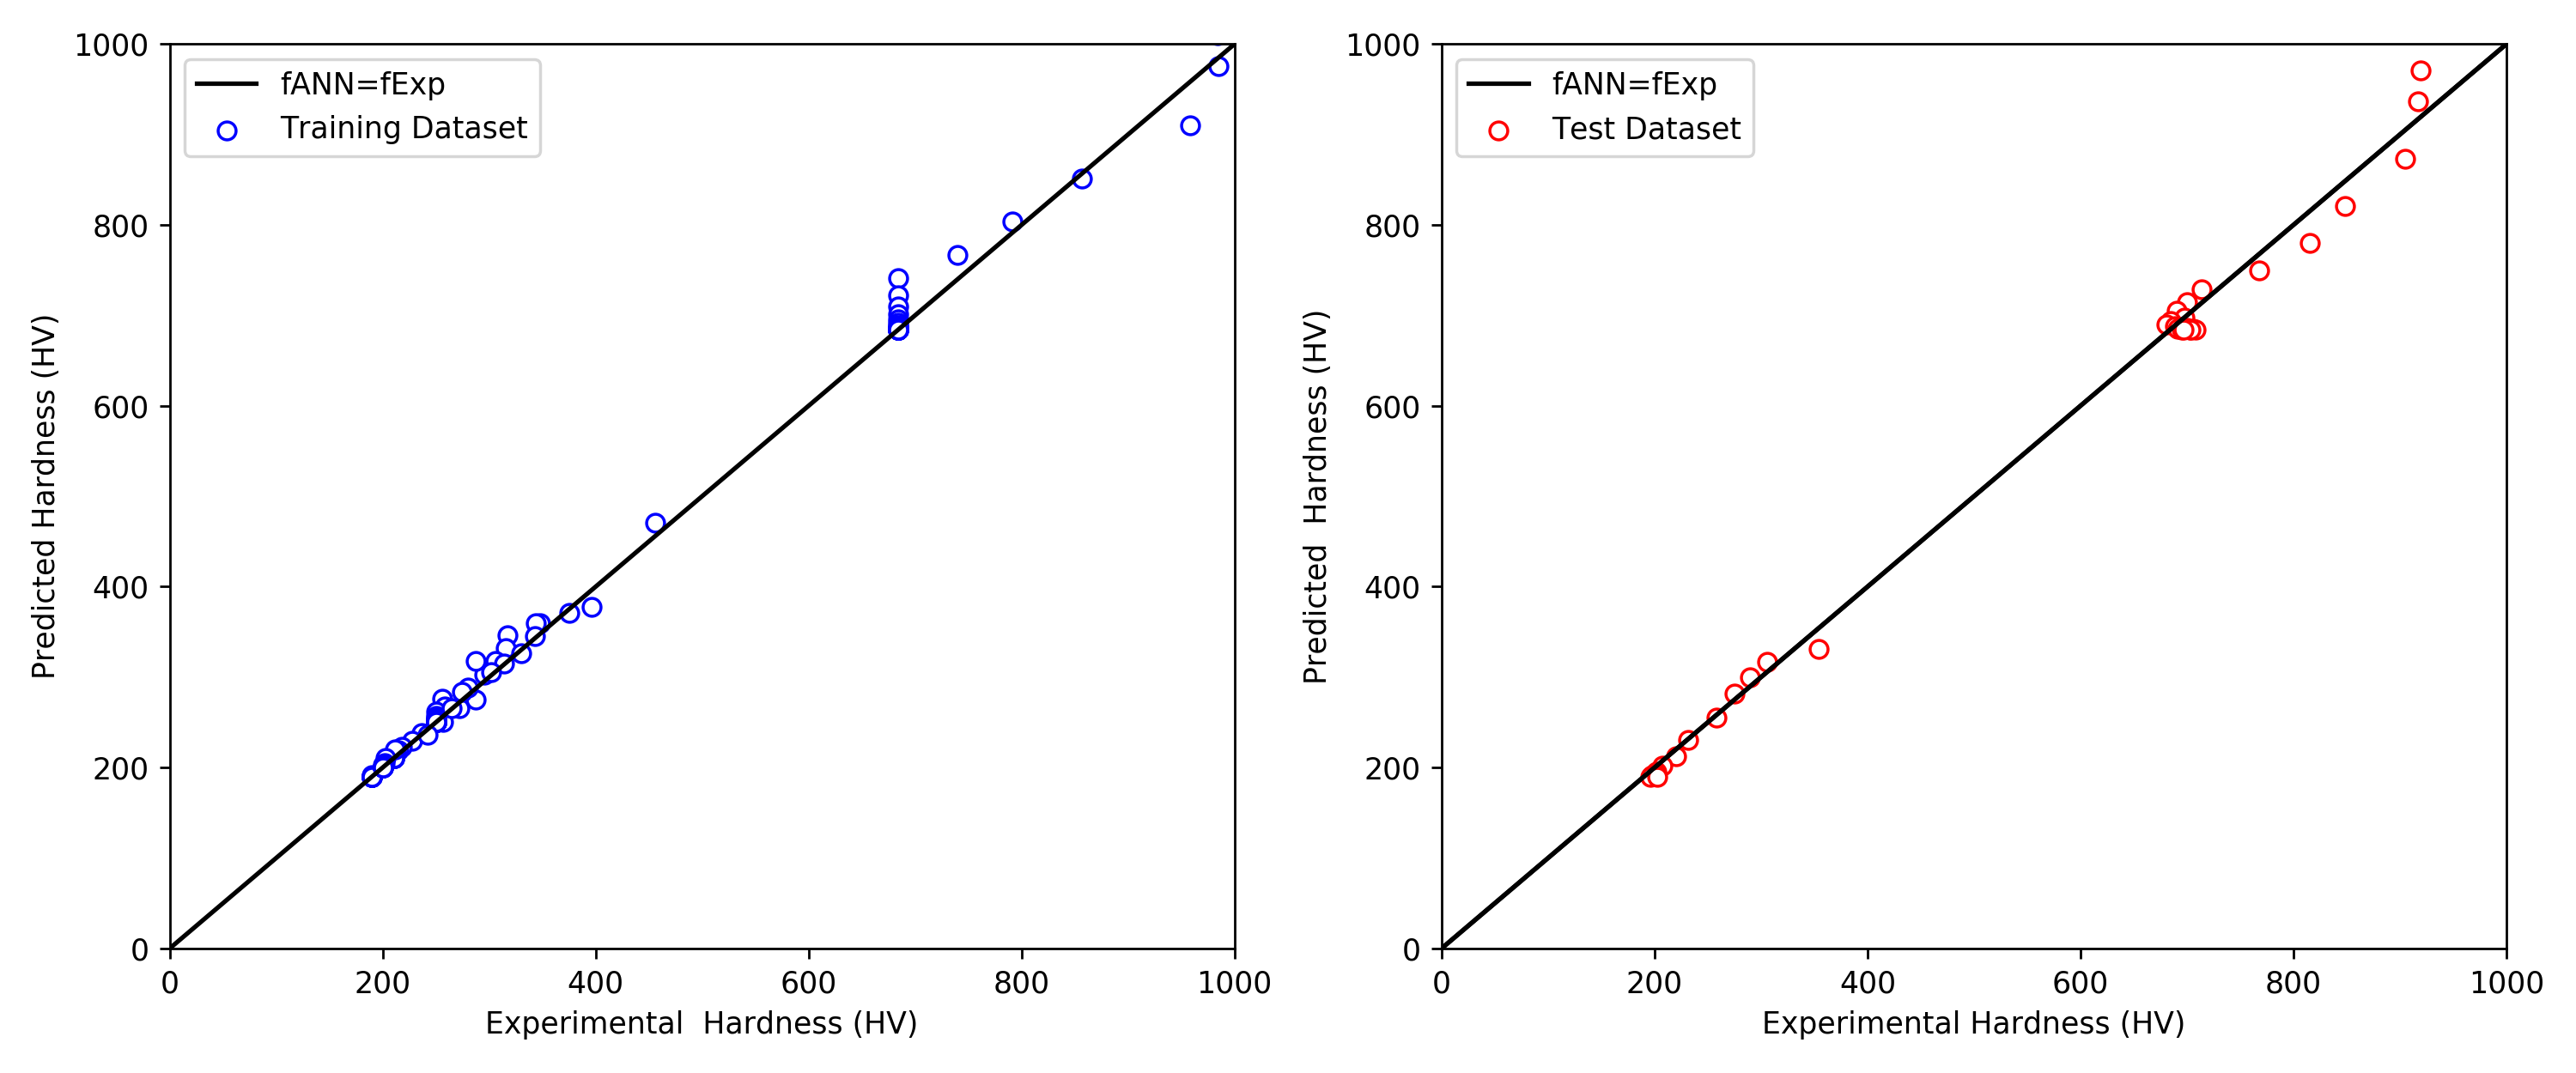 fANN=fExp
Training Dataset
1000
800
600
400
200
0
0 200 400 600 800 1000
Predicted Hardness (HV)
Experimental  Hardness (HV)
fANN=fExp
Test Dataset
1000
800
600
400
200
0
0 200 400 600 800 1000
Predicted  Hardness (HV)
Experimental Hardness (HV)